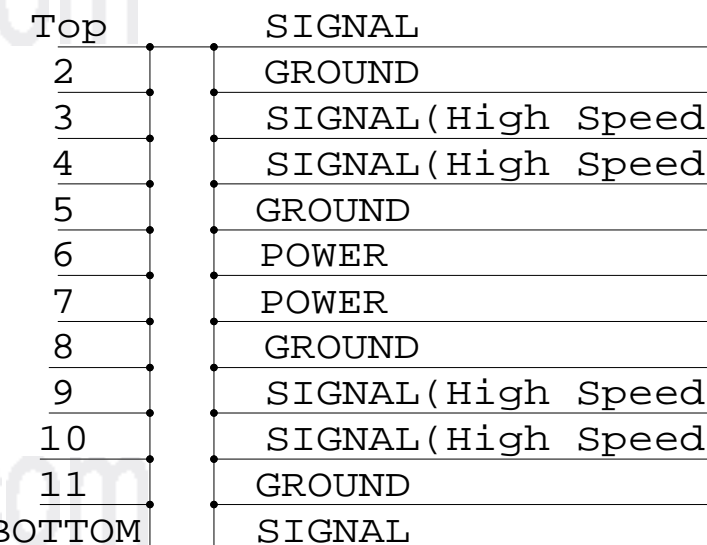 Top SIGNAL
2 GROUND
3 SIGNAL(High Speed
4 SIGNAL(High Speed
5 GROUND
6 POWER
7 POWER
8 GROUND
9 SIGNAL(High Speed
10 SIGNAL(High Speed
11 GROUND
BOTTOM SIGNAL